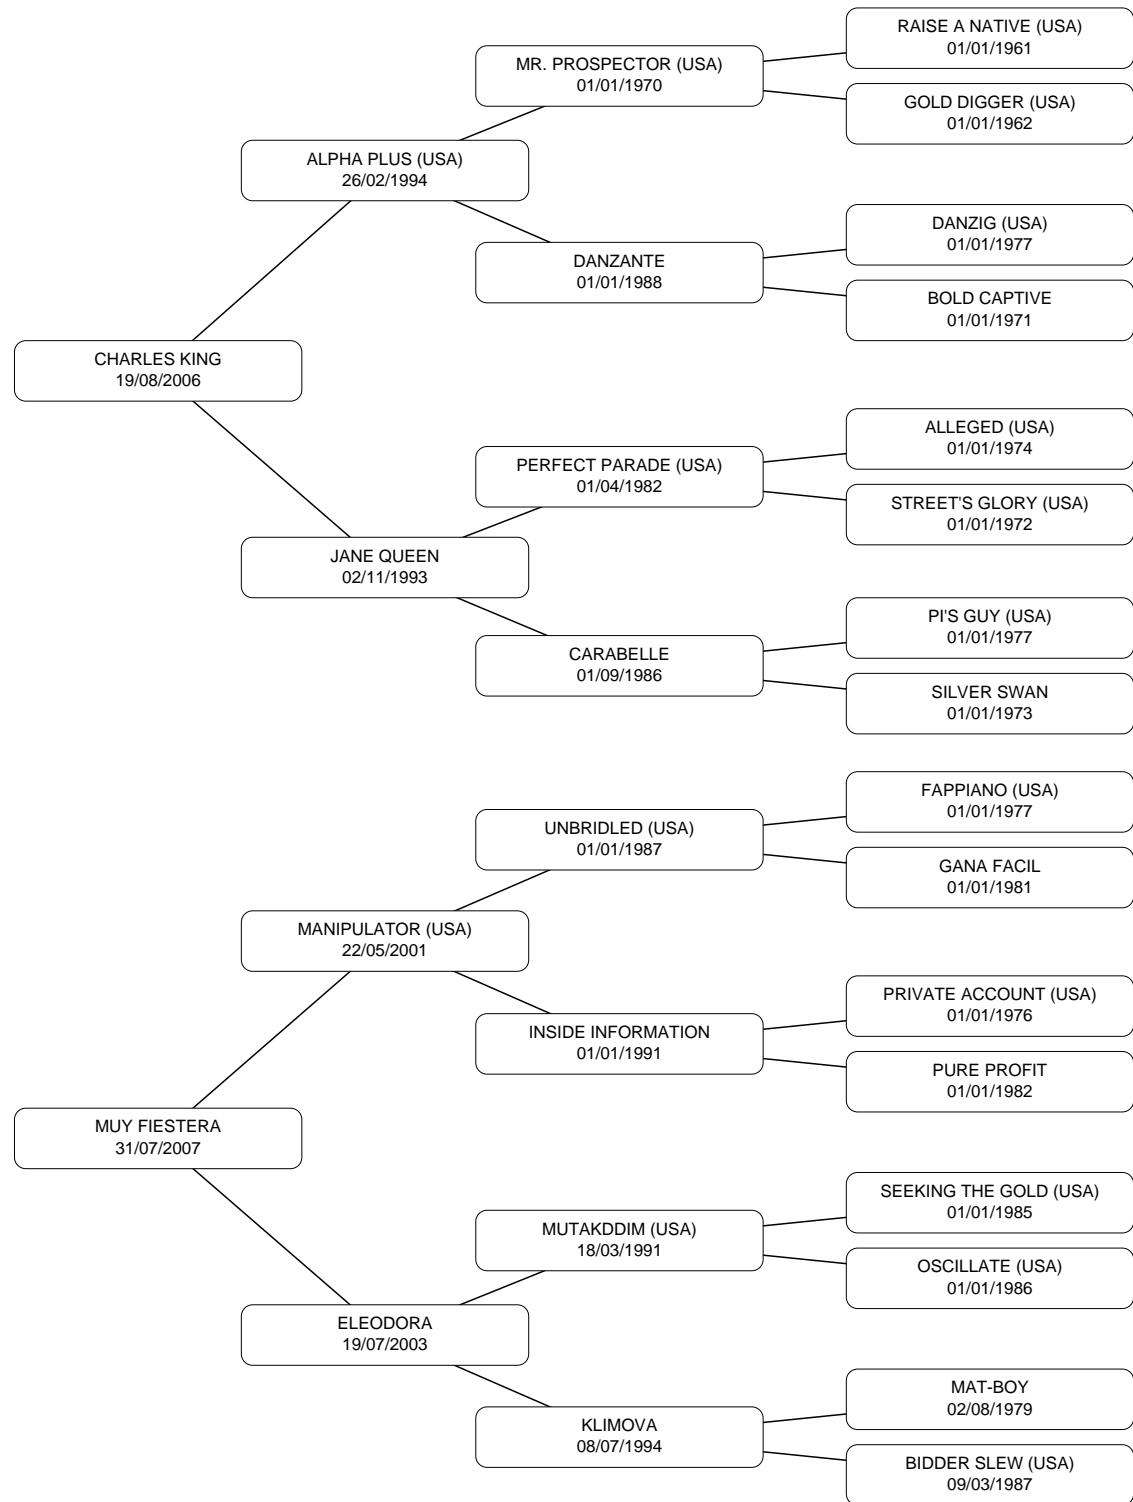 RAISE A NATIVE (USA)
01/01/1961
MR. PROSPECTOR (USA)
01/01/1970
GOLD DIGGER (USA)
01/01/1962
ALPHA PLUS (USA)
26/02/1994
DANZIG (USA)
01/01/1977
DANZANTE
01/01/1988
BOLD CAPTIVE
01/01/1971
CHARLES KING
19/08/2006
ALLEGED (USA)
01/01/1974
PERFECT PARADE (USA)
01/04/1982
STREET'S GLORY (USA)
01/01/1972
JANE QUEEN
02/11/1993
PI'S GUY (USA)
01/01/1977
CARABELLE
01/09/1986
SILVER SWAN
01/01/1973
FAPPIANO (USA)
01/01/1977
UNBRIDLED (USA)
01/01/1987
GANA FACIL
01/01/1981
MANIPULATOR (USA)
22/05/2001
PRIVATE ACCOUNT (USA)
01/01/1976
INSIDE INFORMATION
01/01/1991
PURE PROFIT
01/01/1982
MUY FIESTERA
31/07/2007
SEEKING THE GOLD (USA)
01/01/1985
MUTAKDDIM (USA)
18/03/1991
OSCILLATE (USA)
01/01/1986
ELEODORA
19/07/2003
MAT-BOY
02/08/1979
KLIMOVA
08/07/1994
BIDDER SLEW (USA)
09/03/1987